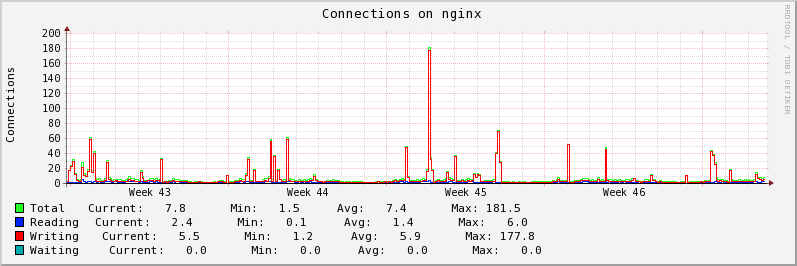 Connections on nginx
RRDTOOL / TOBI OETIKER
Connections
200
180
160
140
120
100
80
60
40
20
0
Week 43 Week 44 Week 45 Week 46
Total Current: 7.8 Min: 1.5 Avg: 7.4 Max: 181.5
Reading Current: 2.4 Min: 0.1 Avg: 1.4 Max: 6.0
Writing Current: 5.5 Min: 1.2 Avg: 5.9 Max: 177.8
Waiting Current: 0.0 Min: 0.0 Avg: 0.0 Max: 0.0